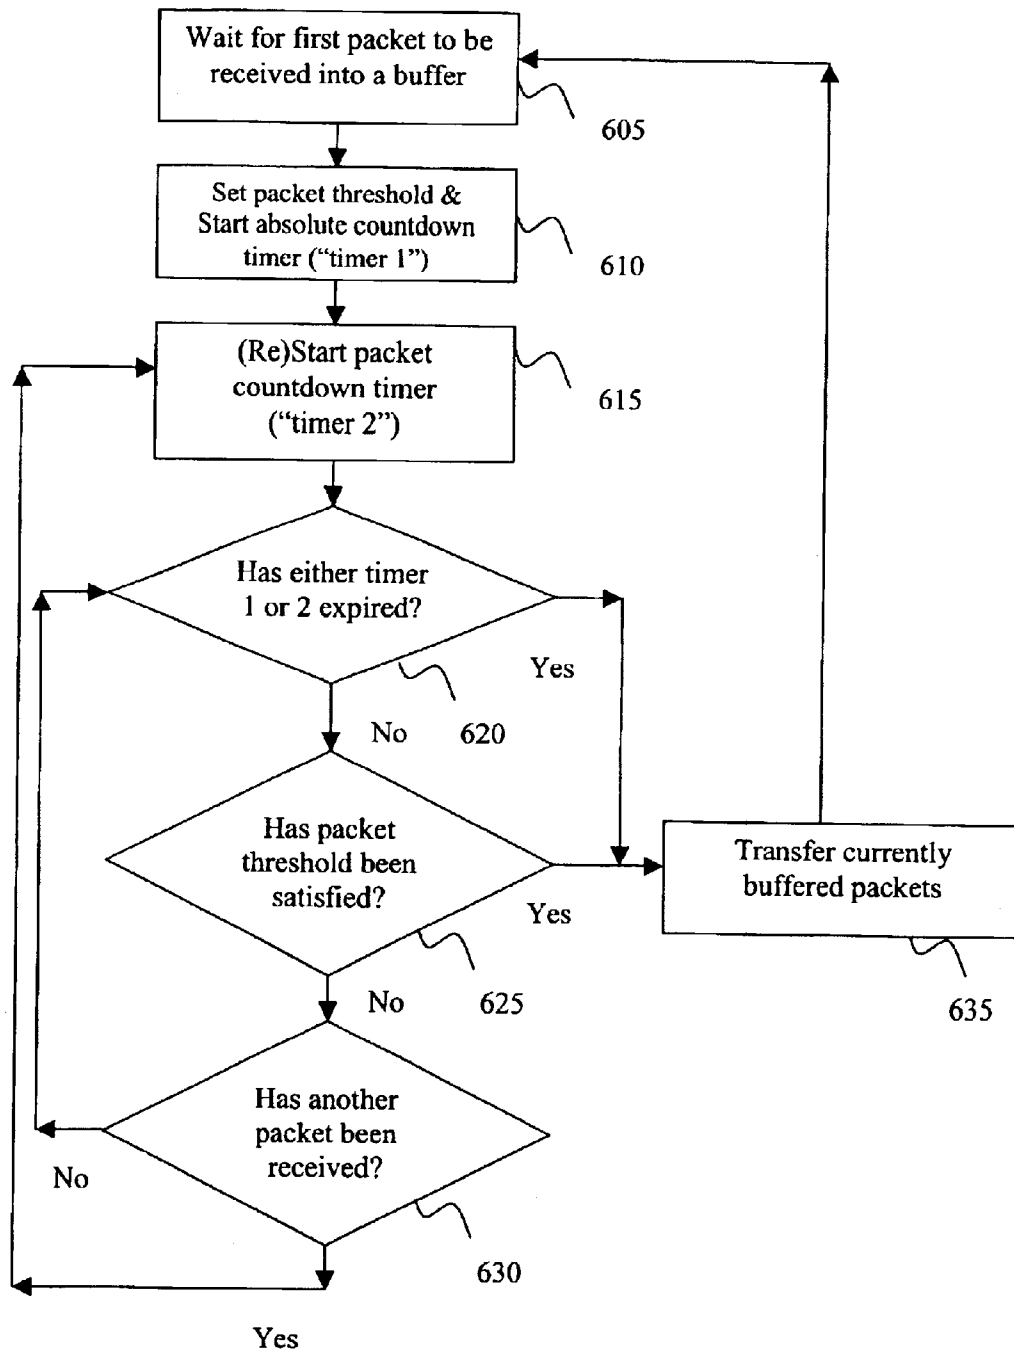 Wait for first packet to be
received into a buffer
605
Set packet threshold &
Start absolute countdown
timer (“timer 1”)
610
(Re)Start packet
countdown timer
(“timer 2”)
615
Has either timer
1 or 2 expired?
Yes
No
620
Has packet
threshold been
satisfied?
Yes
Transfer currently
buffered packets
No
625
635
Has another
packet been
received?
No
630
Yes